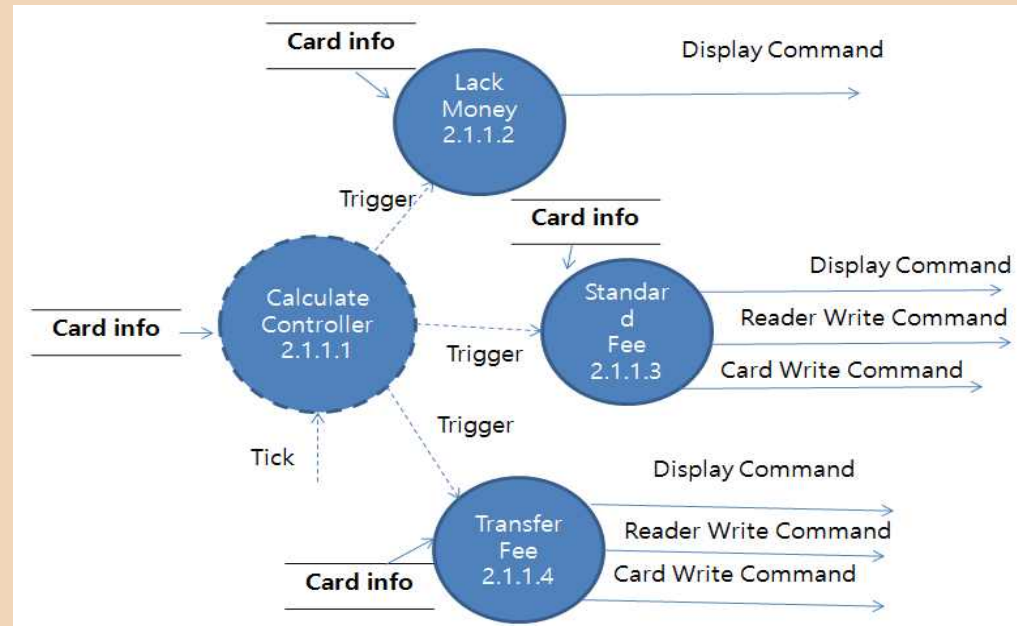 Card info
Display Command
Lack
Money
2.1.1.2
Trigger
Card info
Display Command
Calculate
Controller
2.1.1.1
Standar
d
Fee
2.1.1.3
Reader Write Command
Card info
Trigger
Card Write Command
Trigger
Tick
Display Command
Transfer
Fee
2.1.1.4
Reader Write Command
Card info
Card Write Command